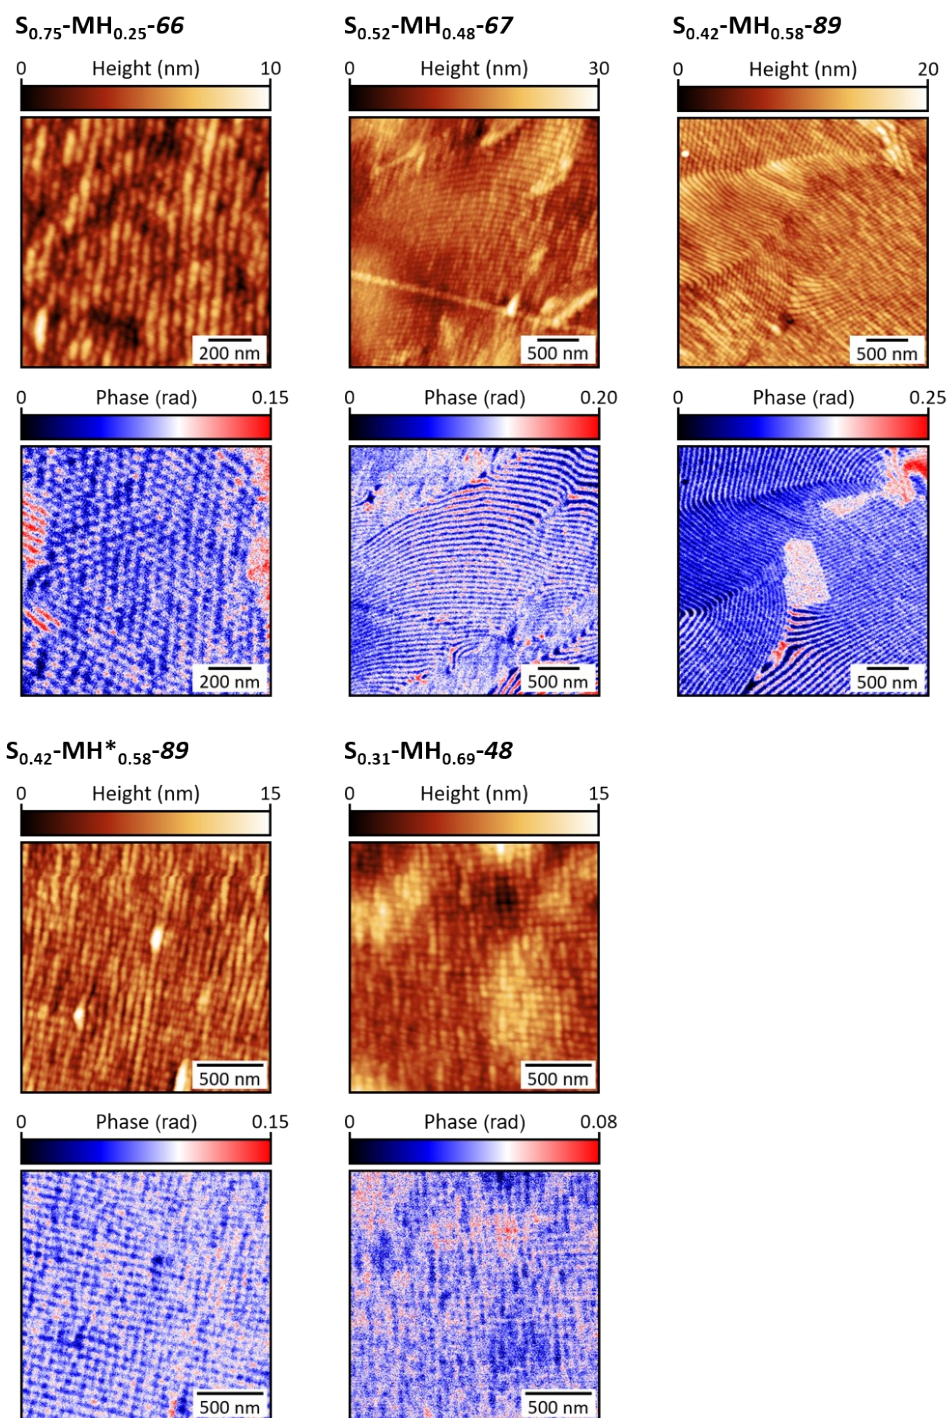 S0.75-MH0.25-66 S0.52-MH0.48-67 S0.42-MH0.58-89
0 Height (nm) 10 0 Height (nm) 30 0 Height (nm) 20
200 nm 500 nm 500 nm
0 Phase (rad) 0.15 0 Phase (rad) 0.20 0 Phase (rad) 0.25
200 nm 500 nm 500 nm
S0.42-MH*0.58-89 S0.31-MH0.69-48
0 Height (nm) 15 0 Height (nm) 15
500 nm 500 nm
0 Phase (rad) 0.15 0 Phase (rad) 0.08
500 nm 500 nm